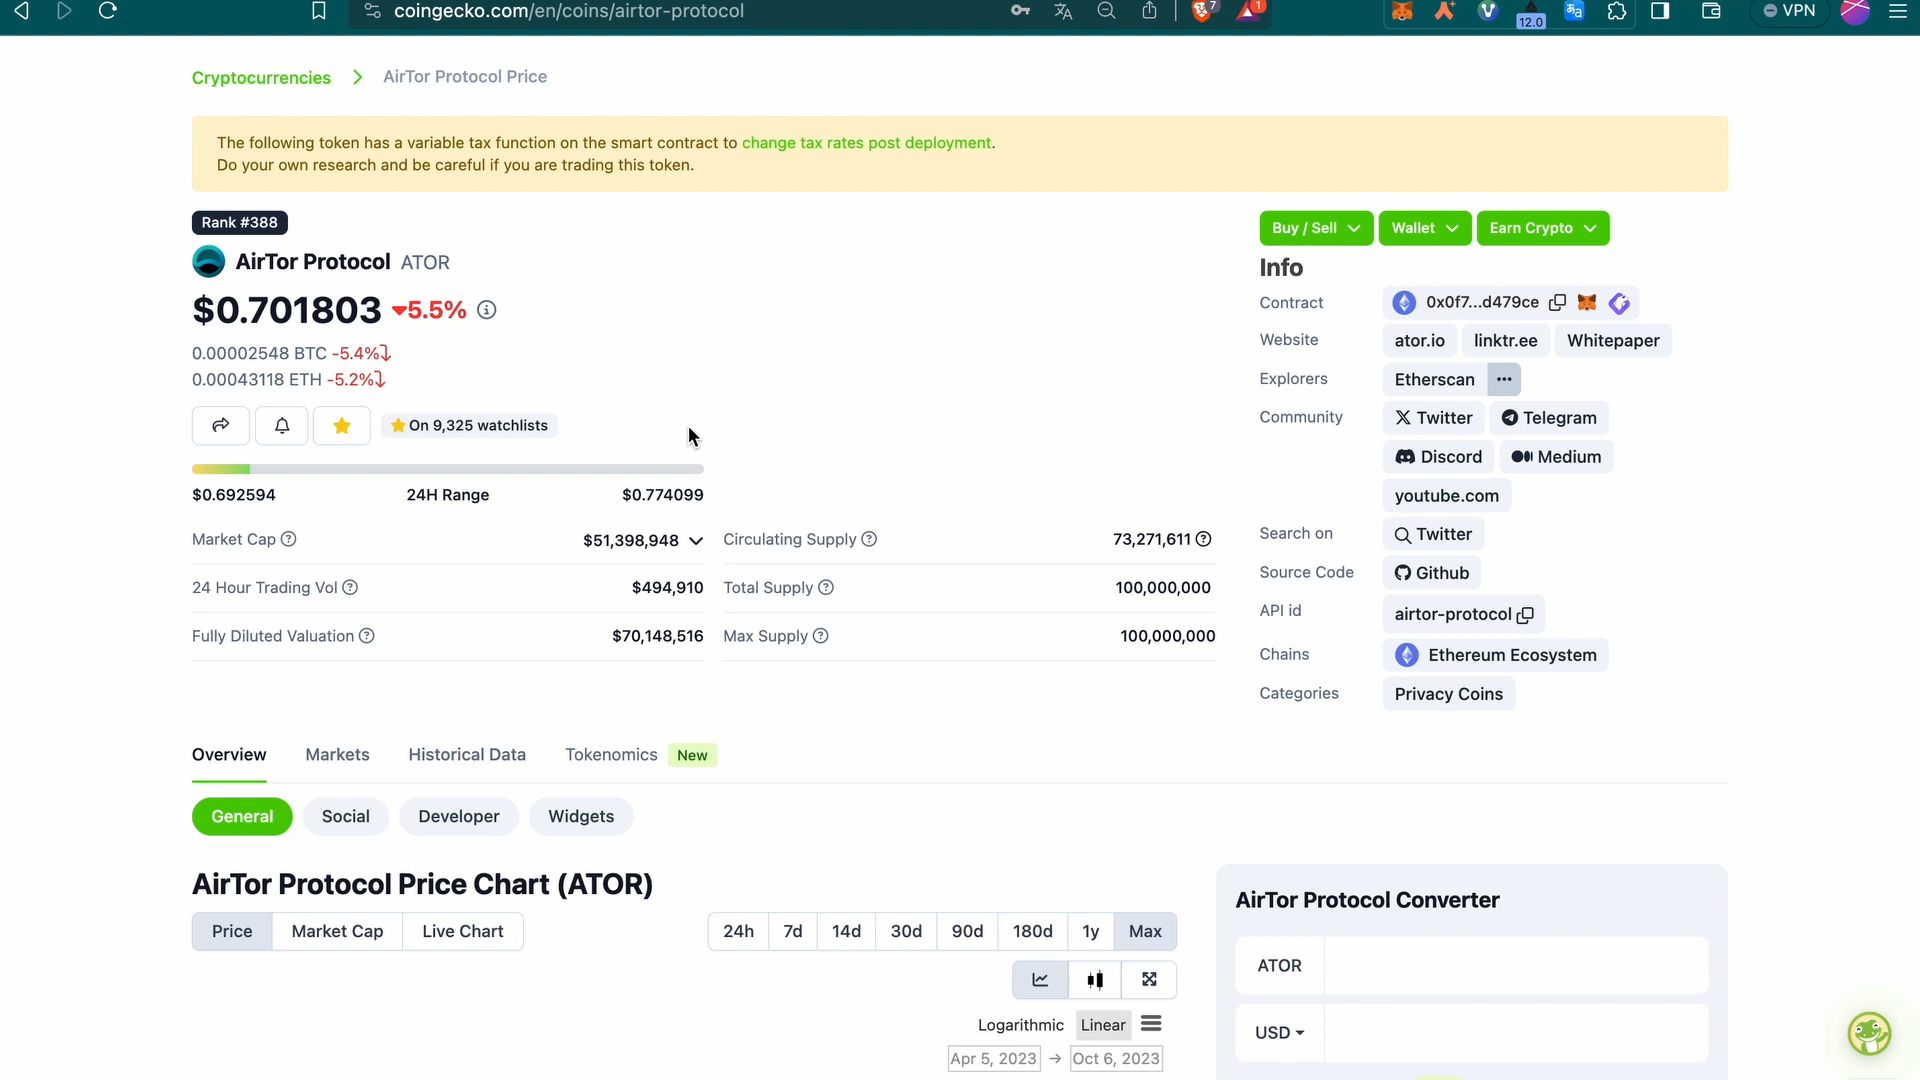 coingecko.com/en/coins/airtor-protocol
7
1
12.0
VPN
Cryptocurrencies
AirTor Protocol Price
The following token has a variable tax function on the smart contract to change tax rates post deployment.
Do your own research and be careful if you are trading this token.
Rank #388
AirTor Protocol ATOR
$0.701803 5.5%
0.00002548 BTC -5.4%
0.00043118 ETH -5.2%
On 9,325 watchlists
$0.692594 24H Range $0.774099
Market Cap $51,398,948
24 Hour Trading Vol $494,910
Fully Diluted Valuation $70,148,516
Circulating Supply 73,271,611
Total Supply 100,000,000
Max Supply 100,000,000
Buy / Sell
Wallet
Earn Crypto
Info
Contract 0x0f7...d479ce
Website ator.io linktr.ee Whitepaper
Explorers Etherscan
Community Twitter Telegram
Discord Medium
youtube.com
Search on Twitter
Source Code Github
API id airtor-protocol
Chains Ethereum Ecosystem
Categories Privacy Coins
Overview Markets Historical Data Tokenomics New
General Social Developer Widgets
AirTor Protocol Price Chart (ATOR)
Price Market Cap Live Chart
24h 7d 14d 30d 90d 180d 1y Max
Logarithmic Linear
Apr 5, 2023 → Oct 6, 2023
AirTor Protocol Converter
ATOR
USD